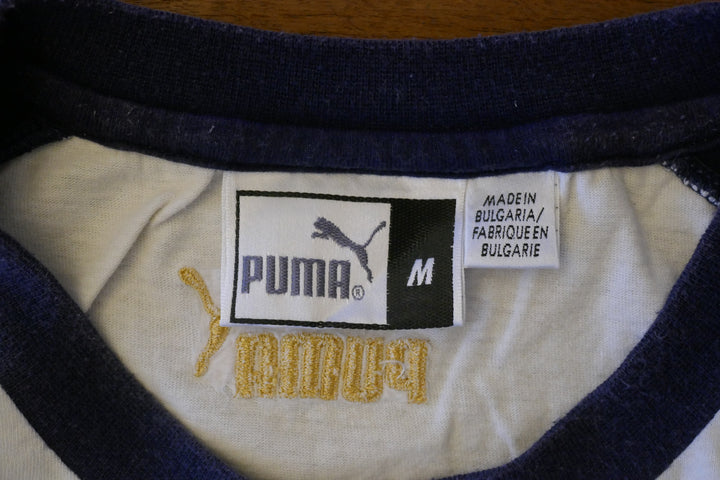 PUMA®
M
MADE IN
BULGARIA/
FABRIQUE EN
BULGARIE
PUMA